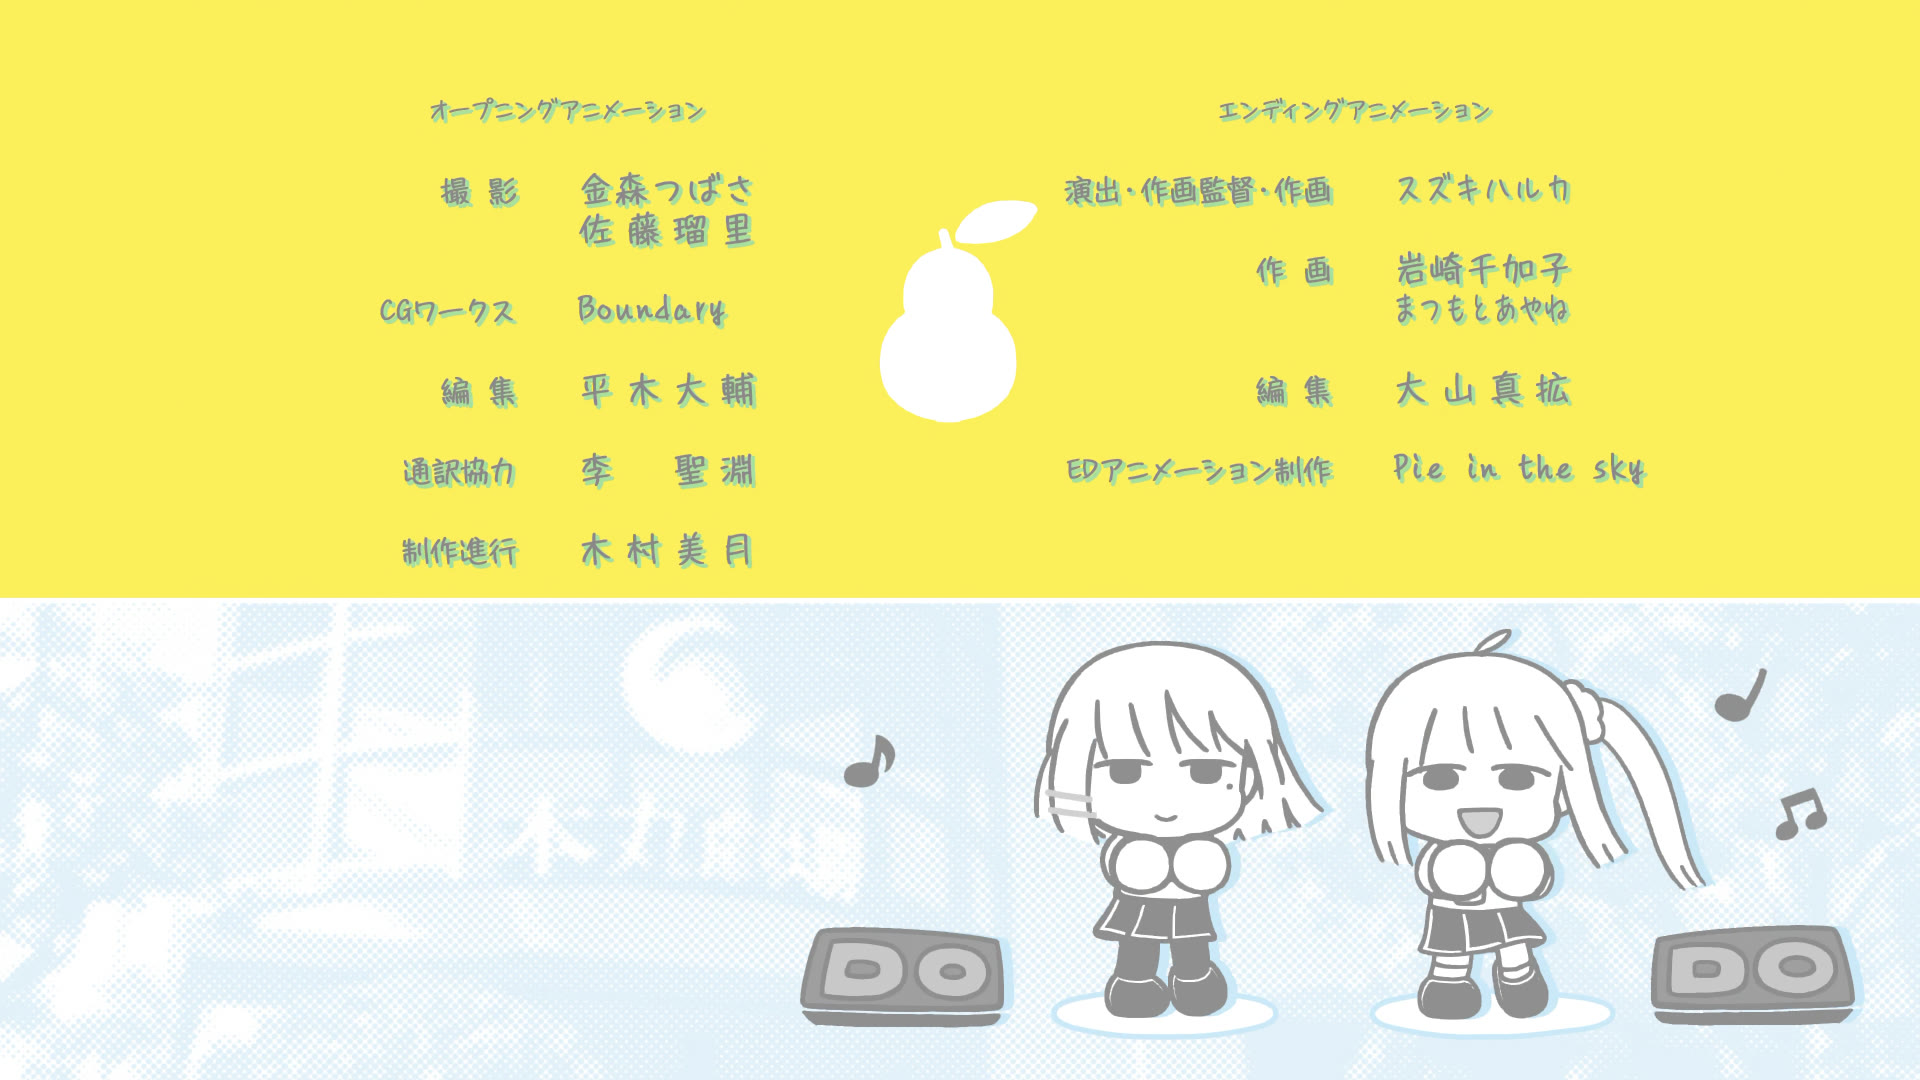 オープニングアニメーション
撮影 金森つばさ
佐藤瑠里
CGワークス Boundary
編集 平木大輔
通訳協力 李 聖淵
制作進行 木村美月
エンディングアニメーション
演出・作画監督・作画 スズキハルカ
作画 岩崎千加子
まつもとあやね
編集 大山真拡
EDアニメーション制作 Pie in the sky
DO
DO